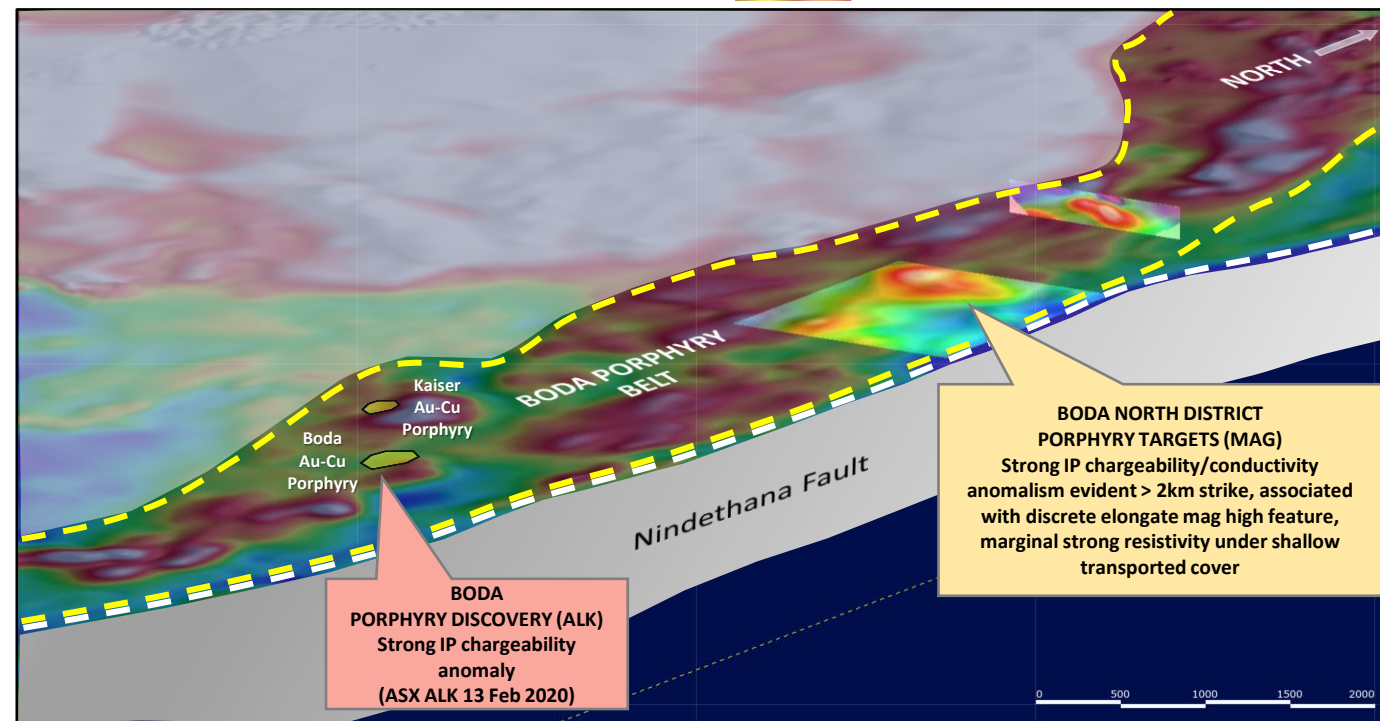 NORTH
Kaiser
Au-Cu
Porphyry
BODA PORPHYRY
BELT
Boda
Au-Cu
Porphyry
Nindethana Fault
BODA NORTH DISTRICT
PORPHYRY TARGETS (MAG)
Strong IP chargeability/conductivity
anomalism evident > 2km strike, associated
with discrete elongate mag high feature,
marginal strong resistivity under shallow
transported cover
BODA
PORPHYRY DISCOVERY (ALK)
Strong IP chargeability
anomaly
(ASX ALK 13 Feb 2020)
0 500 1000 1500 2000